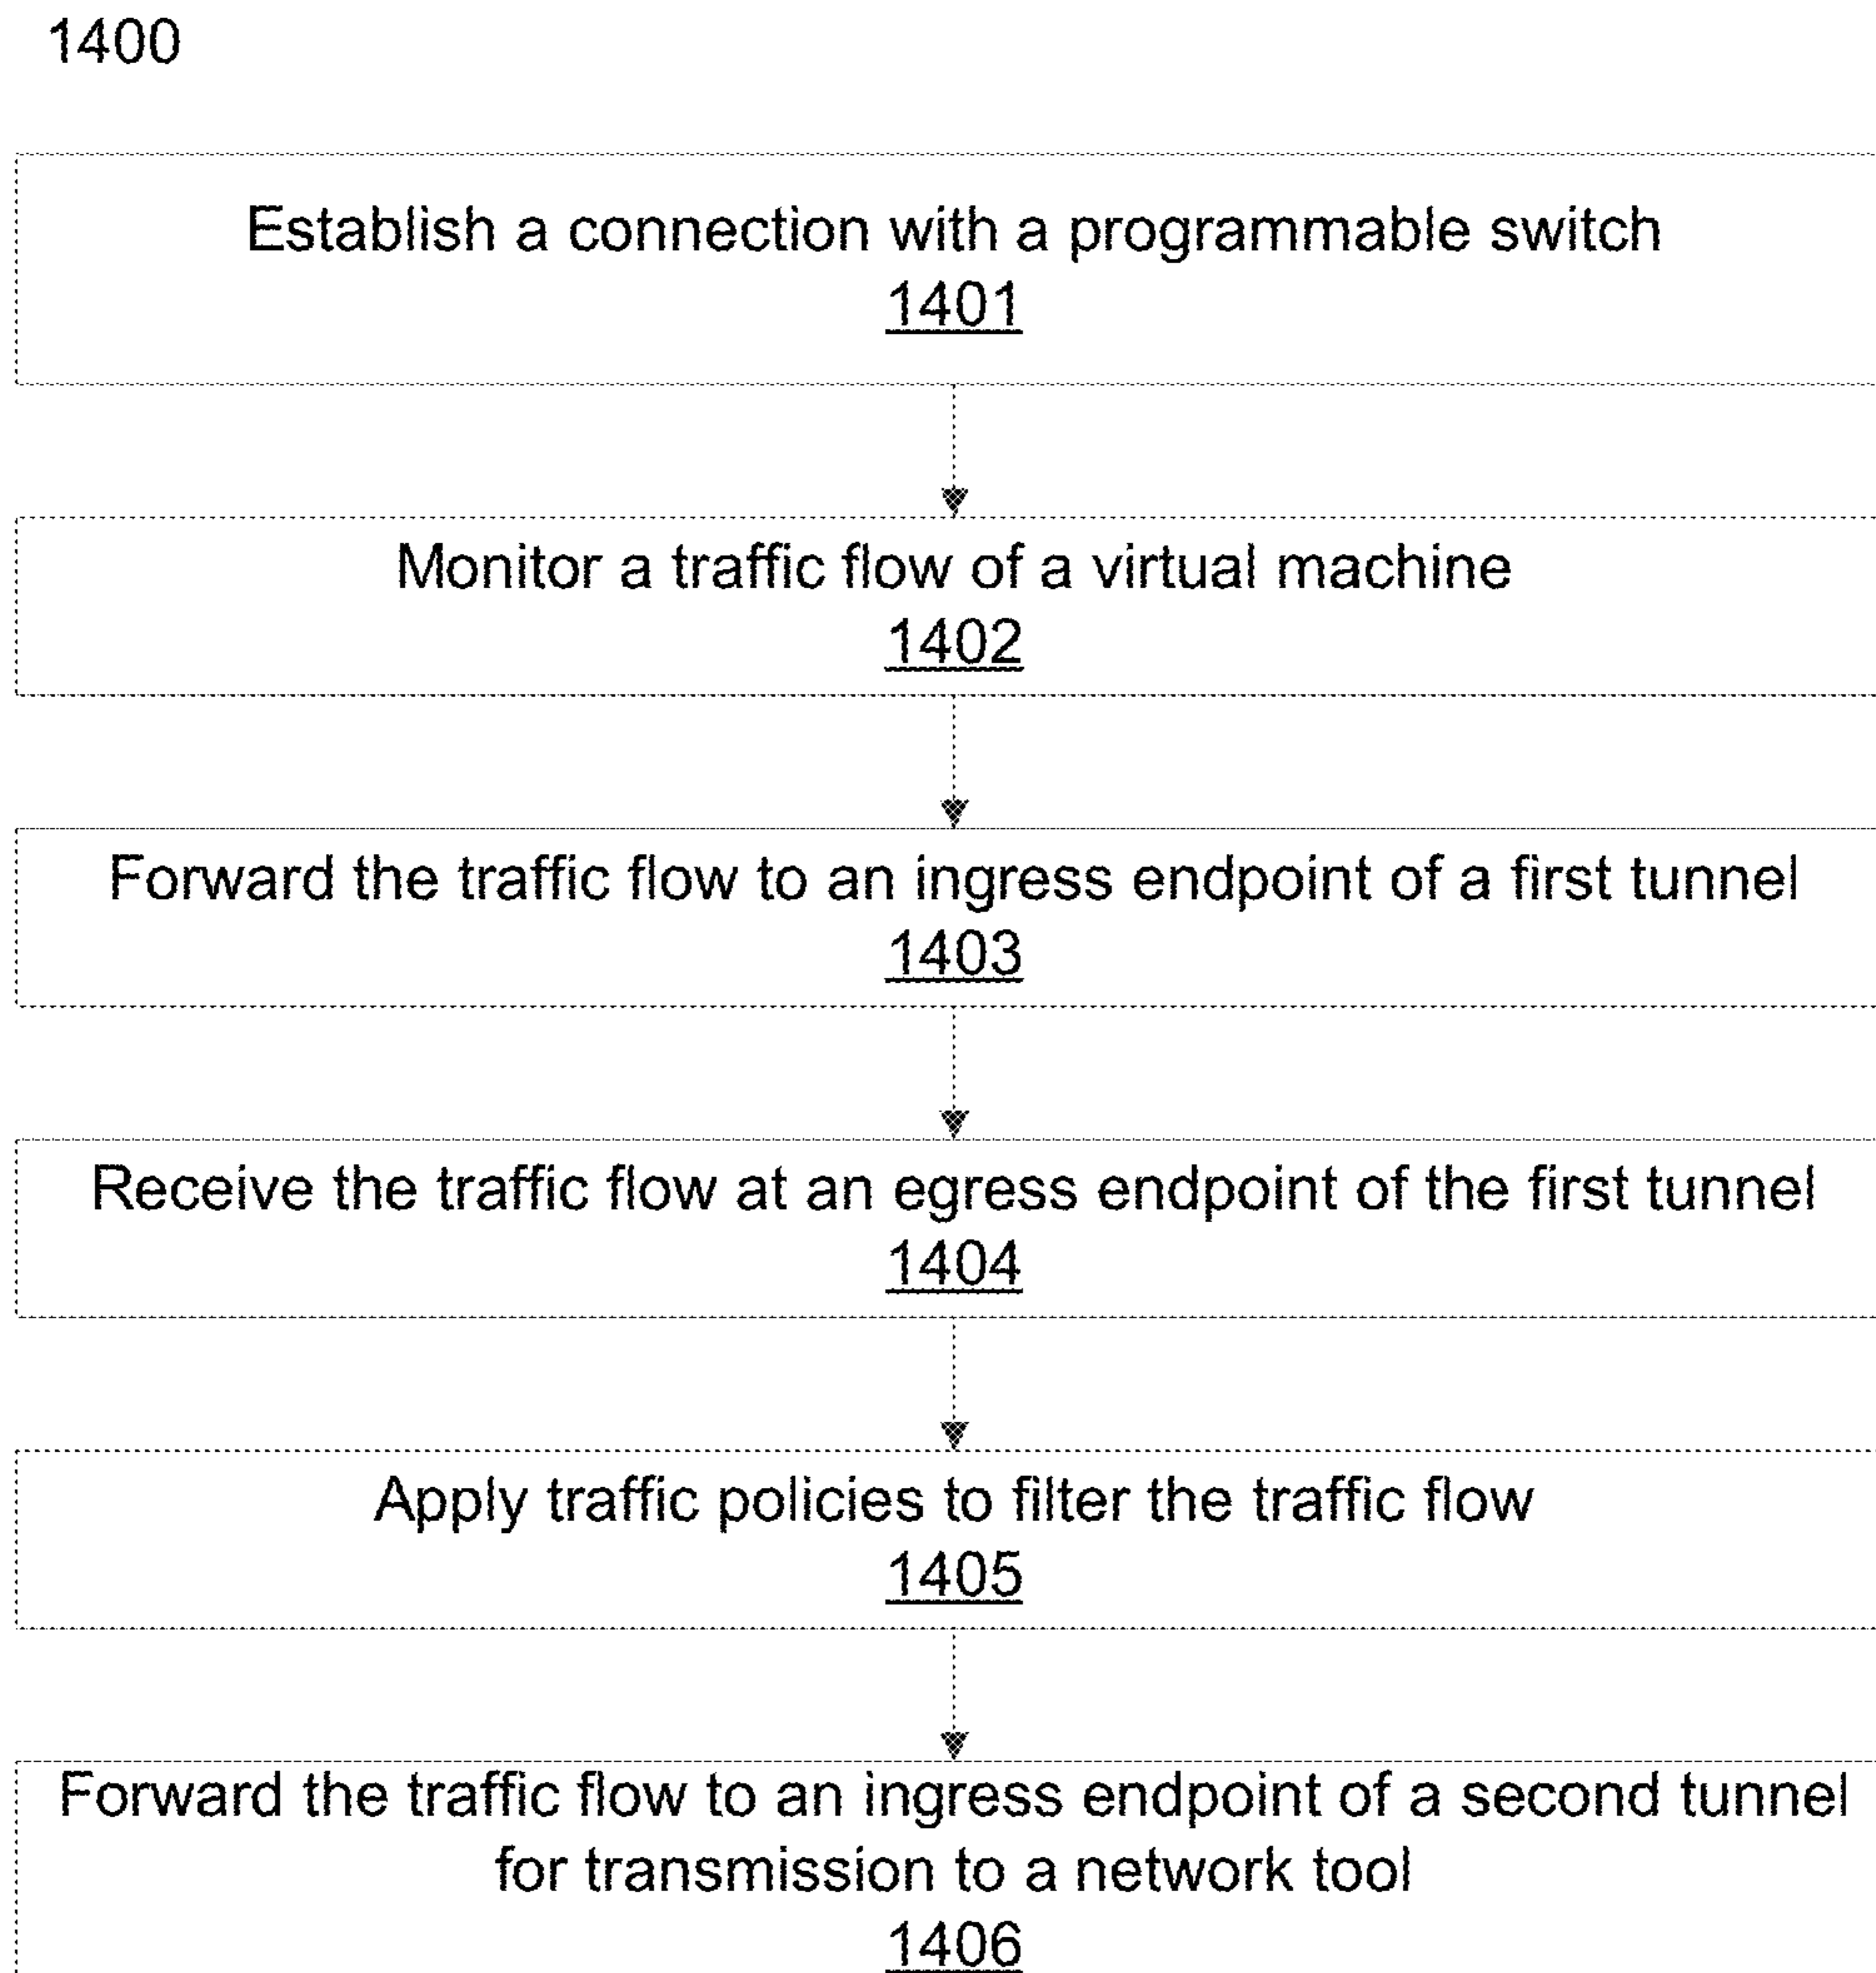 1400
Establish a connection with a programmable switch
1401
Monitor a traffic flow of a virtual machine
1402
Forward the traffic flow to an ingress endpoint of a first tunnel
1403
Receive the traffic flow at an egress endpoint of the first tunnel
1404
Apply traffic policies to filter the traffic flow
1405
Forward the traffic flow to an ingress endpoint of a second tunnel
for transmission to a network tool
1406